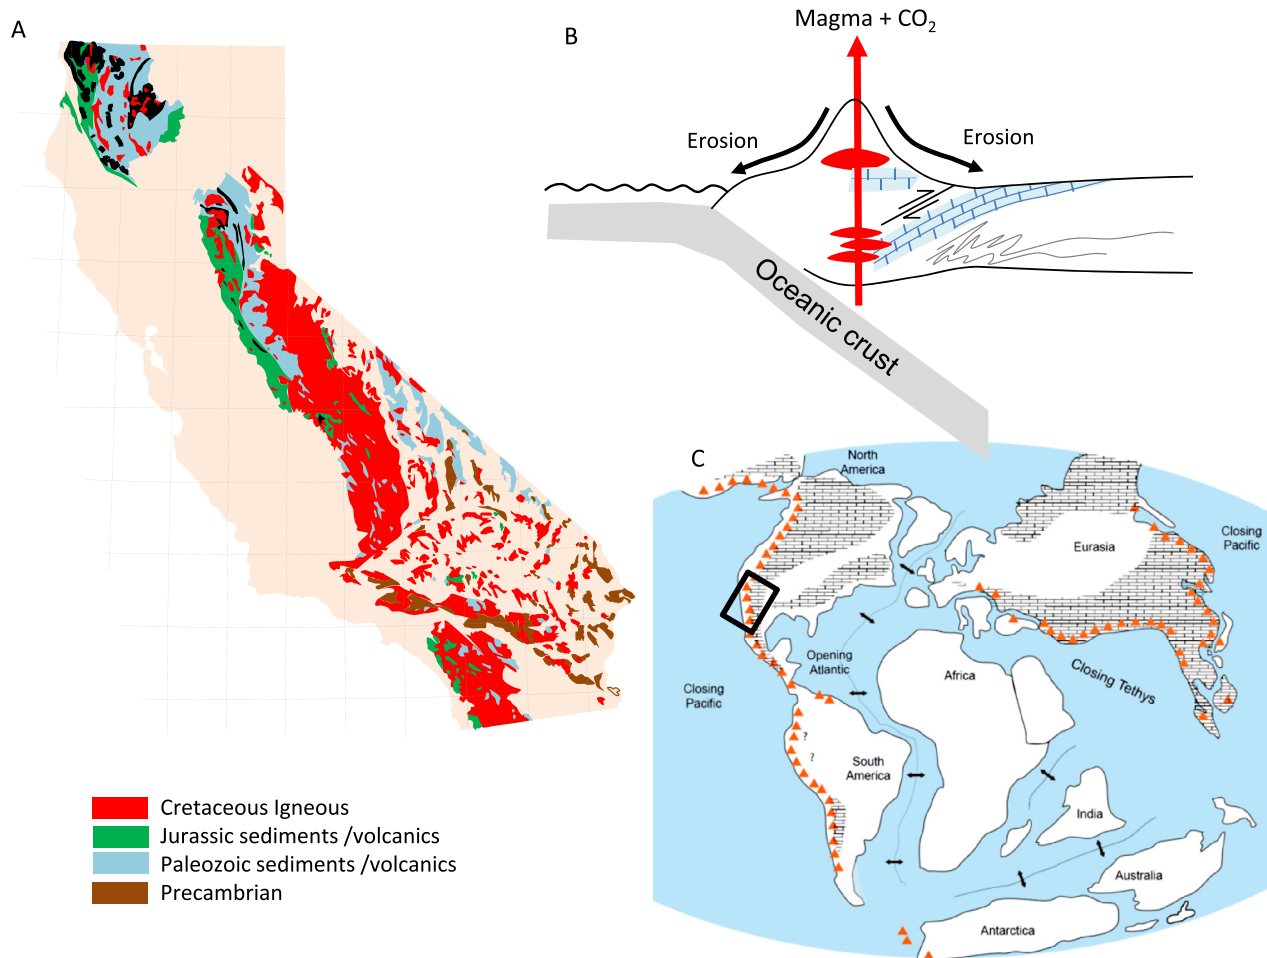 A
Cretaceous Igneous
Jurassic sediments /volcanics
Paleozoic sediments /volcanics
Precambrian
B
Magma + CO₂
Erosion
Erosion
Oceanic crust
C
North
America
Eurasia
Closing
Pacific
Opening
Atlantic
Africa
Closing Tethys
Closing
Pacific
?
?
South
America
India
Australia
Antarctica